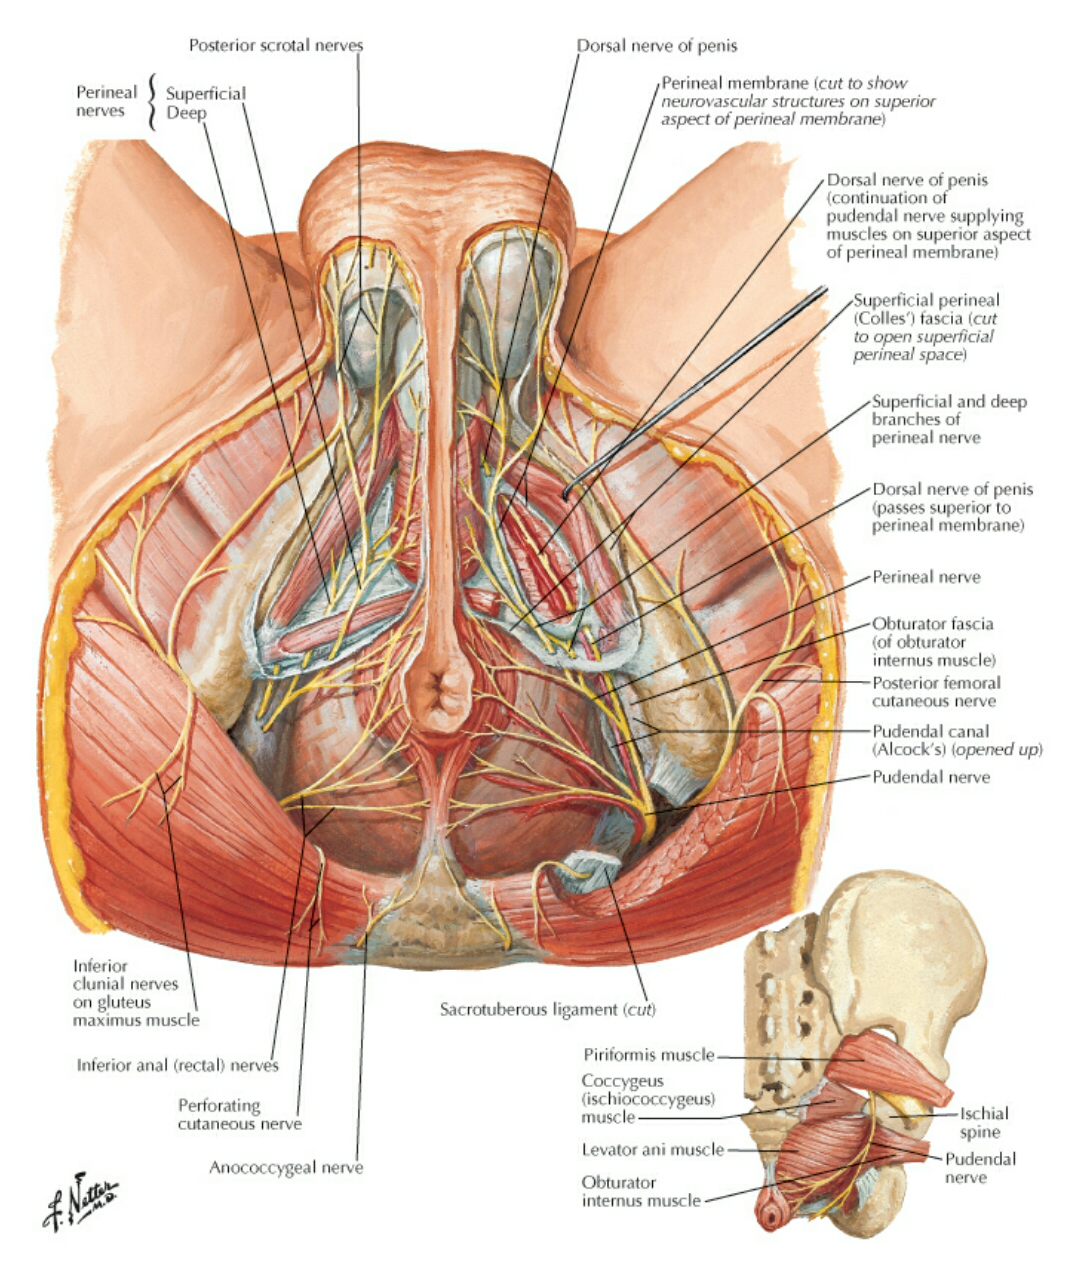 Posterior scrotal nerves
Dorsal nerve of penis
Perineal
nerves
Superficial
Deep
Perineal membrane (cut to show
neurovascular structures on superior
aspect of perineal membrane)
Dorsal nerve of penis
(continuation of
pudendal nerve supplying
muscles on superior aspect
of perineal membrane)
Superficial perineal
(Colles’) fascia (cut
to open superficial
perineal space)
Superficial and deep
branches of
perineal nerve
Dorsal nerve of penis
(passes superior to
perineal membrane)
Perineal nerve
Obturator fascia
(of obturator
internus muscle)
Posterior femoral
cutaneous nerve
Pudendal canal
(Alcock’s) (opened up)
Pudendal nerve
Inferior
clunial nerves
on gluteus
maximus muscle
Sacrotuberous ligament (cut)
Inferior anal (rectal) nerves
Perforating
cutaneous nerve
Anococcygeal nerve
Piriformis muscle
Coccygeus
(ischiococcygeus)
muscle
Levator ani muscle
Obturator
internus muscle
Ischial
spine
Pudendal
nerve
F. Netter
M.D.